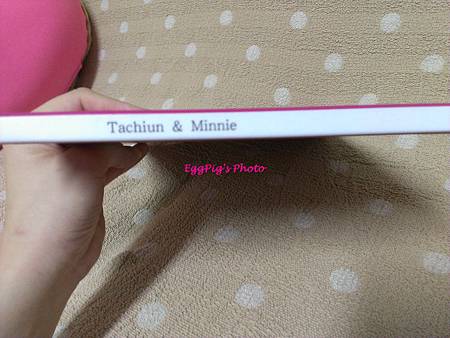 Tachiun & Minnie
EggPig's Photo